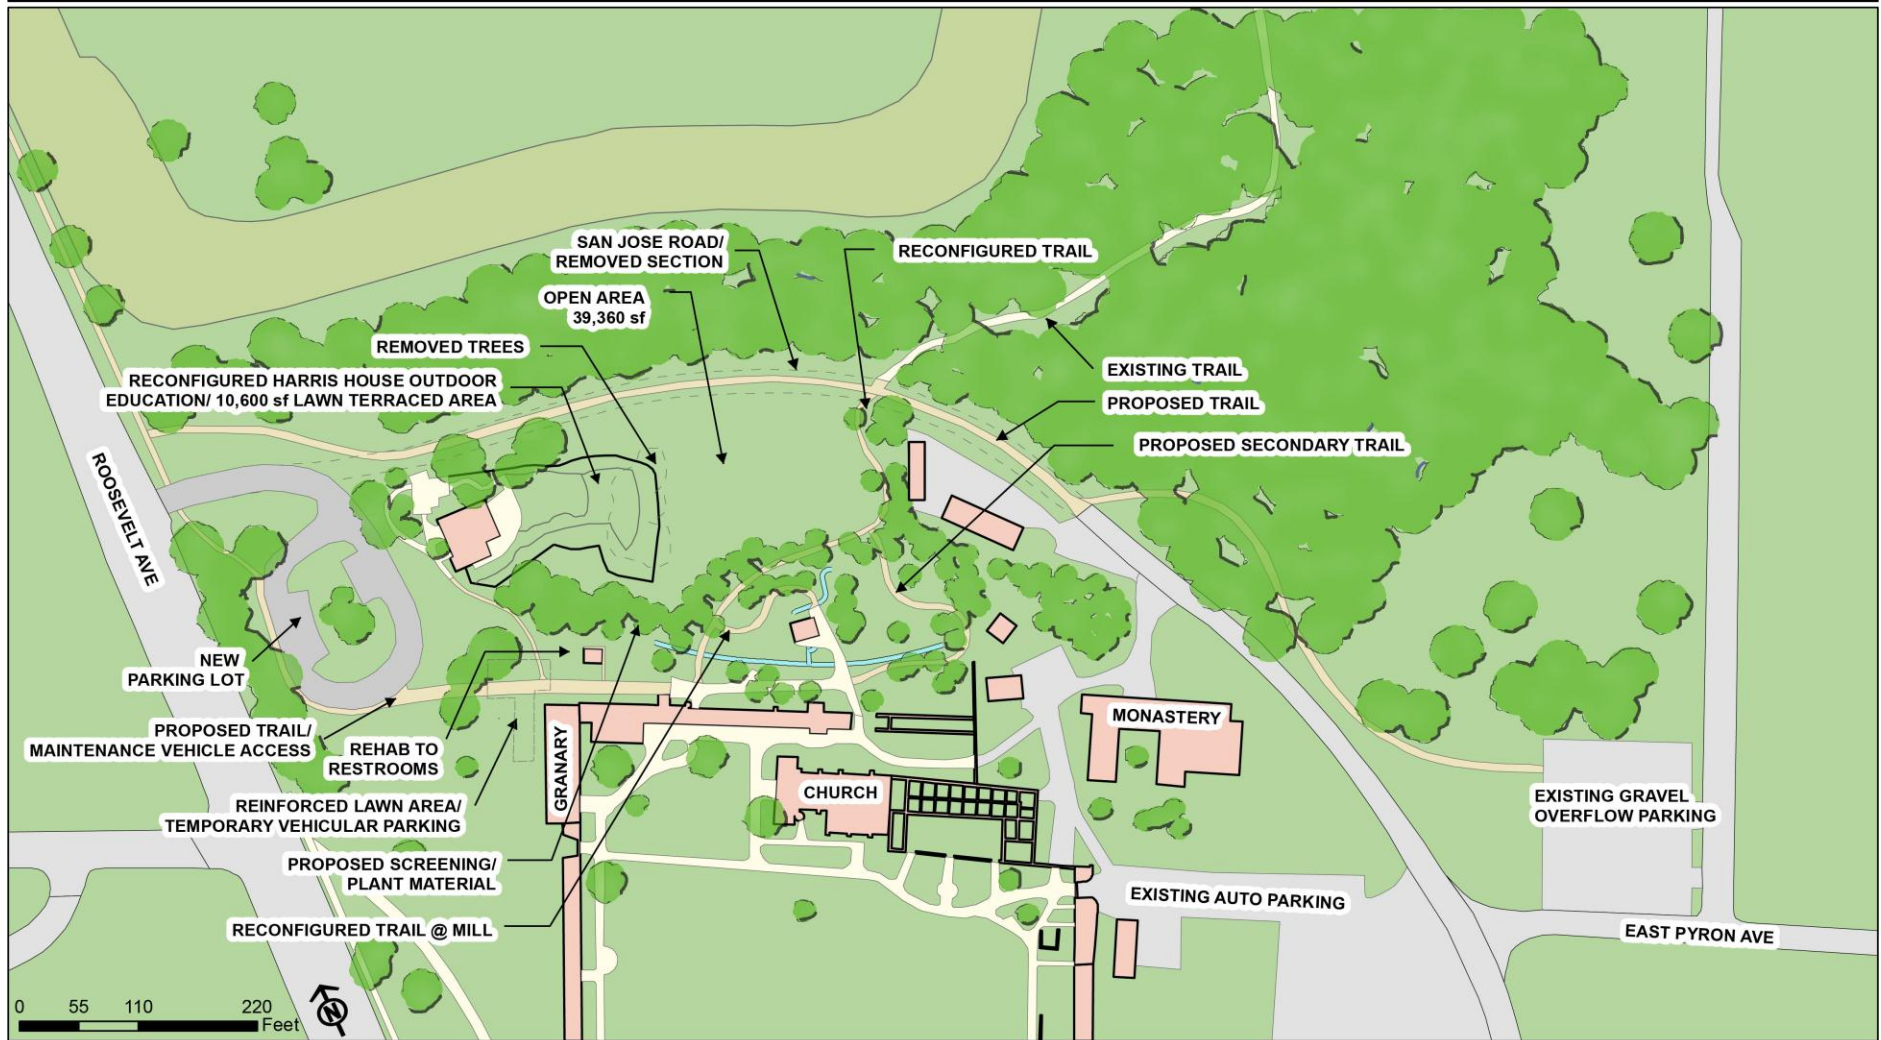 SAN JOSE ROAD/
REMOVED SECTION
RECONFIGURED TRAIL
OPEN AREA
39,360 sf
REMOVED TREES
RECONFIGURED HARRIS HOUSE OUTDOOR
EDUCATION/ 10,600 sf LAWN TERRACED AREA
EXISTING TRAIL
PROPOSED TRAIL
PROPOSED SECONDARY TRAIL
ROOSEVELT AVE
NEW
PARKING LOT
PROPOSED TRAIL/
MAINTENANCE VEHICLE ACCESS
REHAB TO
RESTROOMS
GRANARY
MONASTERY
CHURCH
REINFORCED LAWN AREA/
TEMPORARY VEHICULAR PARKING
EXISTING GRAVEL
OVERFLOW PARKING
PROPOSED SCREENING/
PLANT MATERIAL
EXISTING AUTO PARKING
RECONFIGURED TRAIL @ MILL
EAST PYRON AVE
0 55 110 220
Feet
N